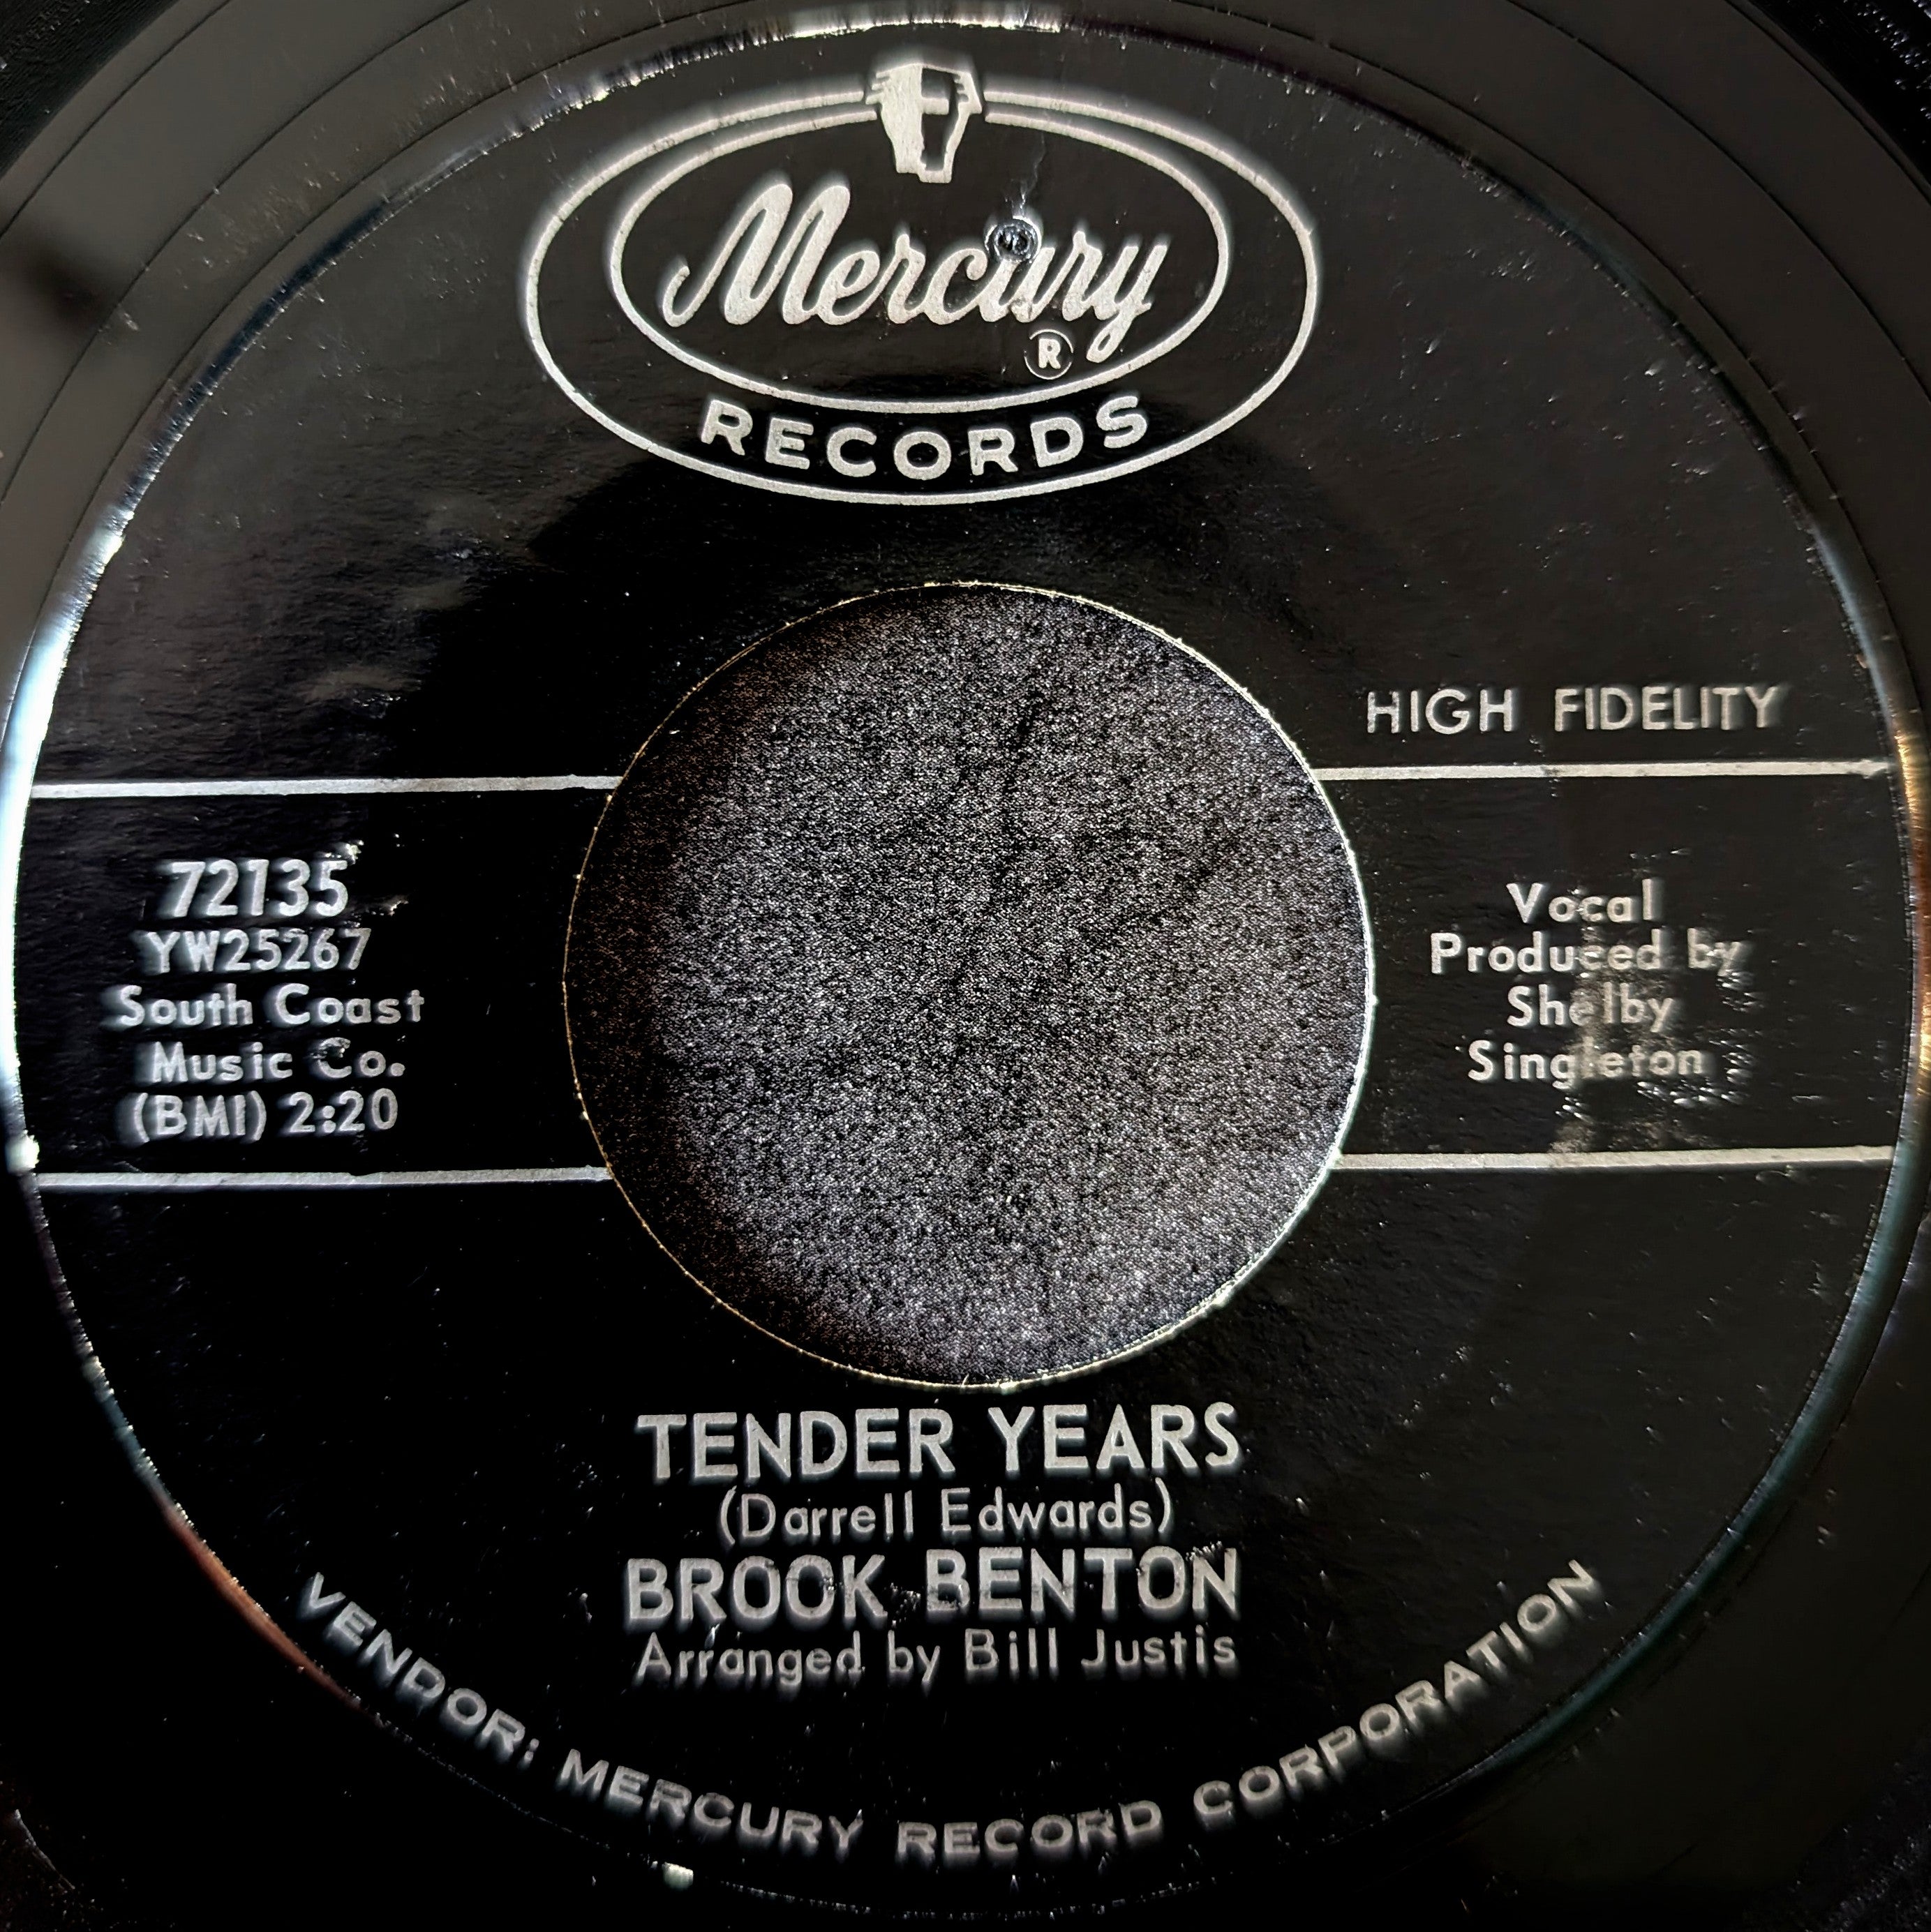 Mercury
®
RECORDS
HIGH FIDELITY
72135
YW25267
South Coast
Music Co.
(BMI) 2:20
Vocal
Produced by
Shelby
Singleton
TENDER YEARS
(Darrell Edwards)
BROOK BENTON
Arranged by Bill Justis
VENDOR: MERCURY RECORD CORPORATION